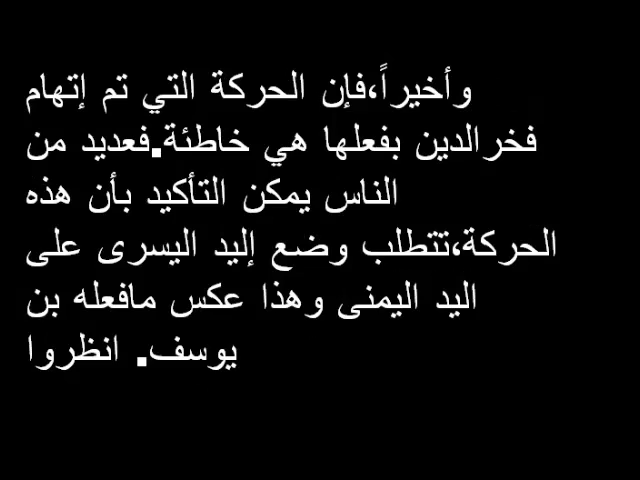 وأخيراً،فإن الحركة التي تم إتهام
فخرالدين بفعلها هي خاطئة.فعديد من
الناس يمكن التأكيد بأن هذه
الحركة،تتطلب وضع إليد اليسرى على
اليد اليمنى وهذا عكس مافعله بن
يوسف. انظروا